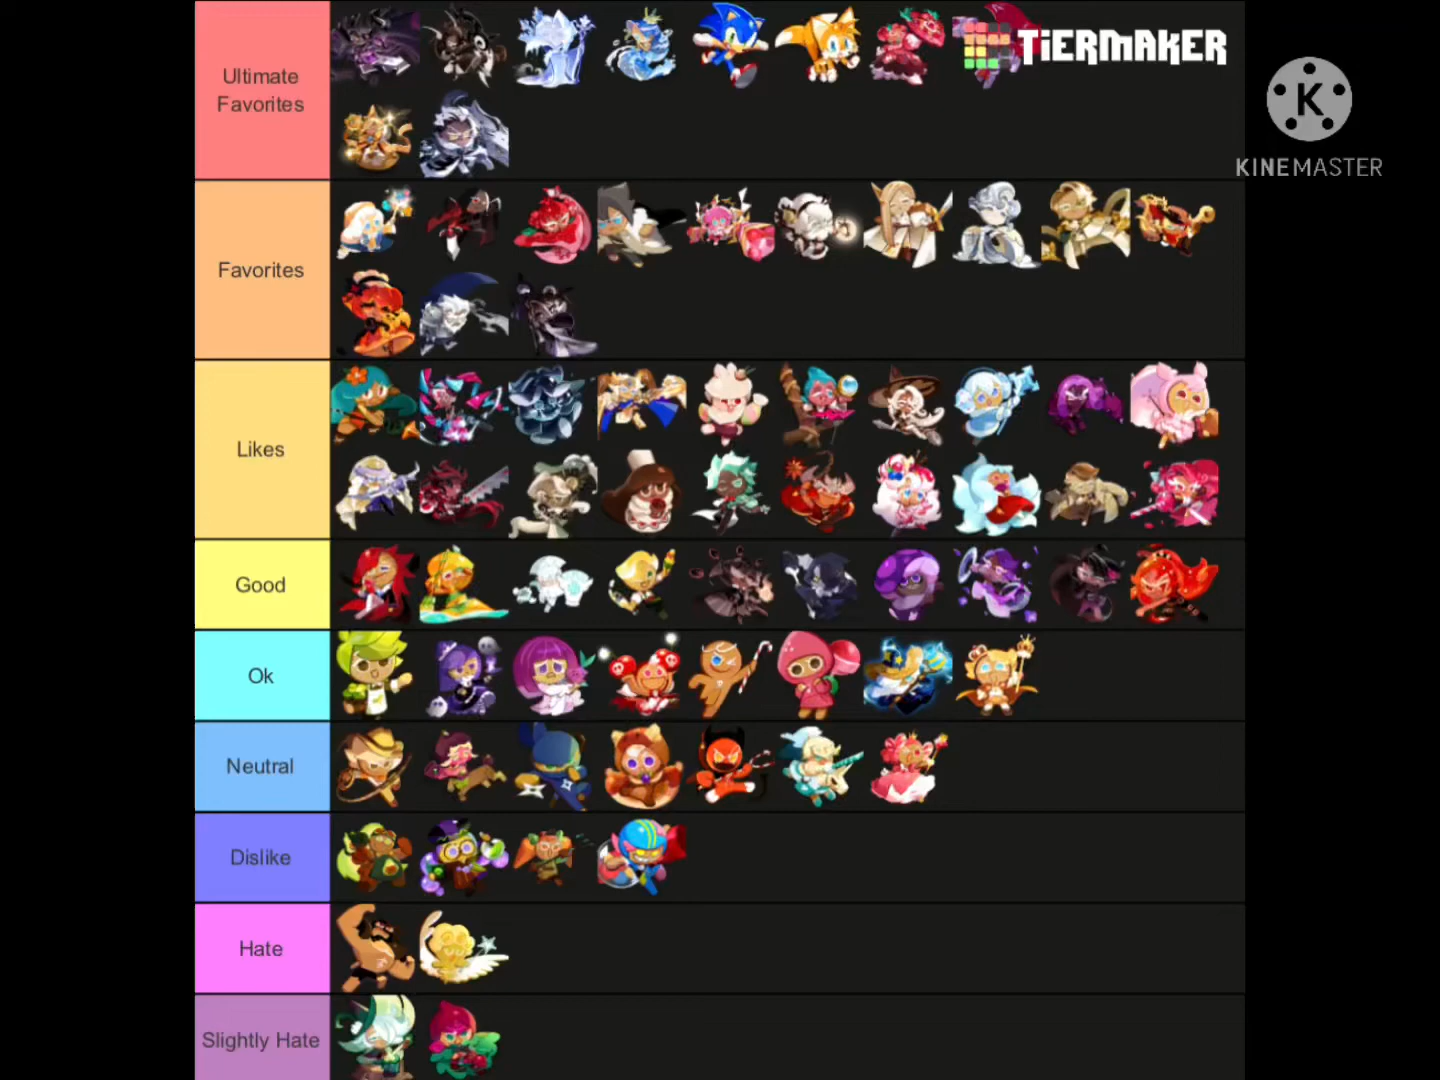 Ultimate
Favorites
TiERMAKER
K
KINEMASTER
Favorites
Likes
Good
Ok
Neutral
Dislike
Hate
Slightly Hate